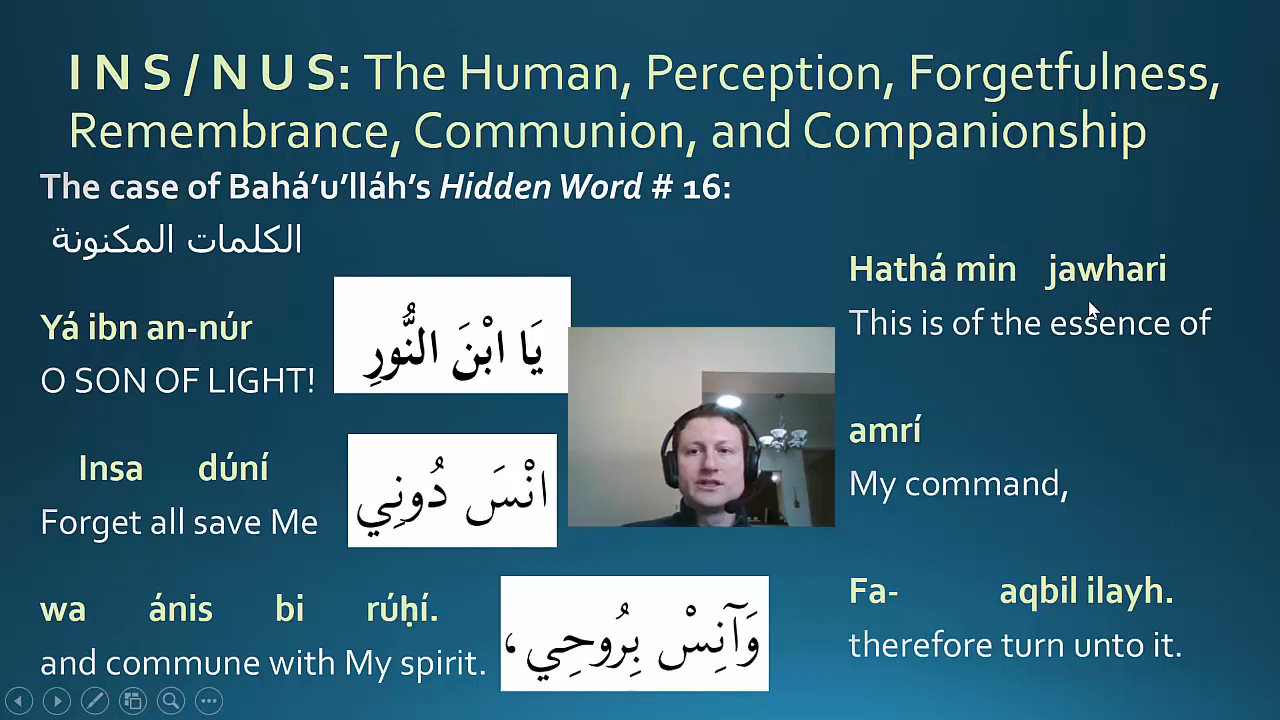 I N S / N U S: The Human, Perception, Forgetfulness,
Remembrance, Communion, and Companionship
The case of Bahá’u’lláh’s Hidden Word # 16:
الكلمات المكنونة
Yá ibn an-núr
O SON OF LIGHT!
يَا ابْنَ النُّورِ
Insa dúní
Forget all save Me
انْسَ دُونِي
wa ánis bi rúḥí.
and commune with My spirit.
وَآنِسْ بِرُوحِي،
Hathá min jawhari
This is of the essence of
amrí
My command,
Fa- aqbil ilayh.
therefore turn unto it.